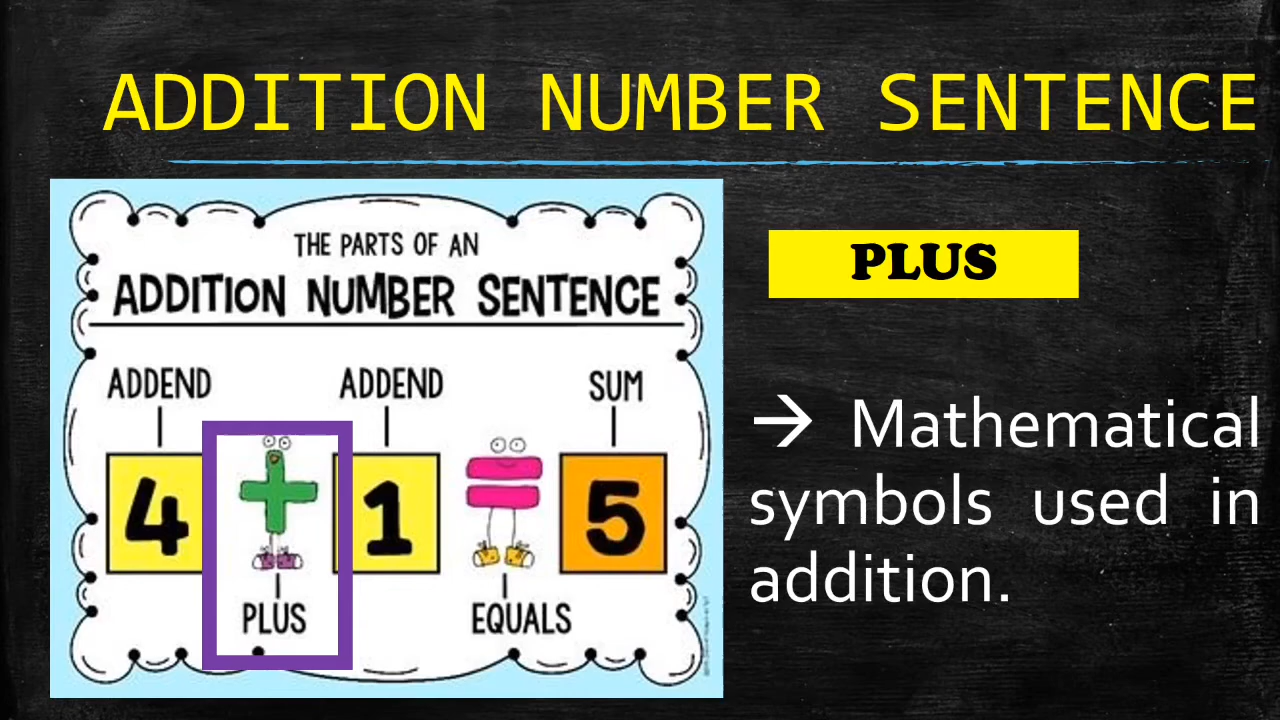 ADDITION NUMBER SENTENCE
THE PARTS OF AN
ADDITION NUMBER SENTENCE
ADDEND ADDEND SUM
4 + 1 = 5
PLUS EQUALS
PLUS
→ Mathematical
symbols used in
addition.